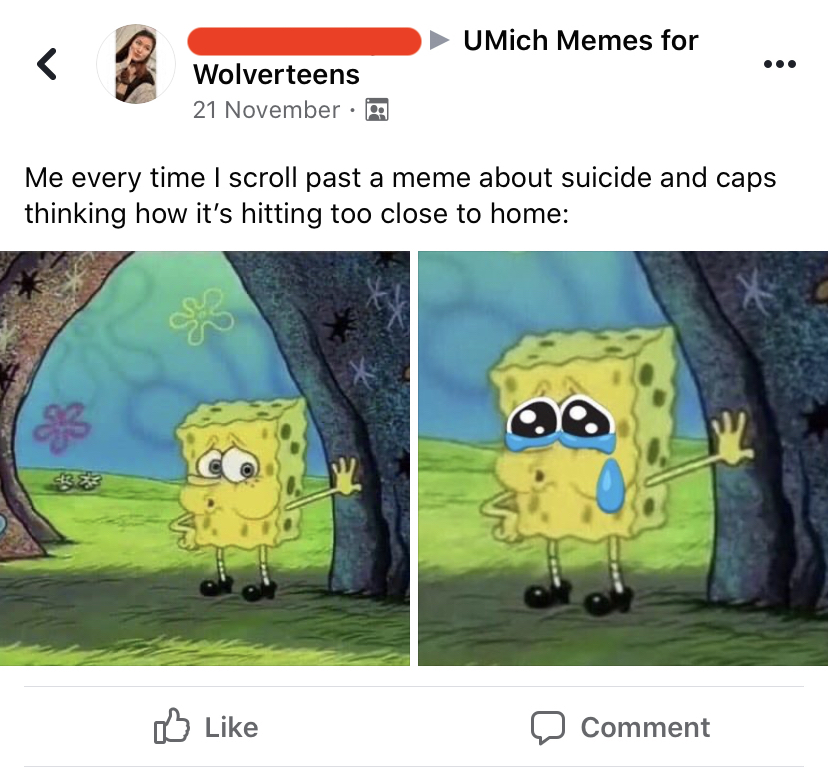 UMich Memes for
Wolverteens
21 November ·
Me every time I scroll past a meme about suicide and caps
thinking how it's hitting too close to home:
Like
Comment